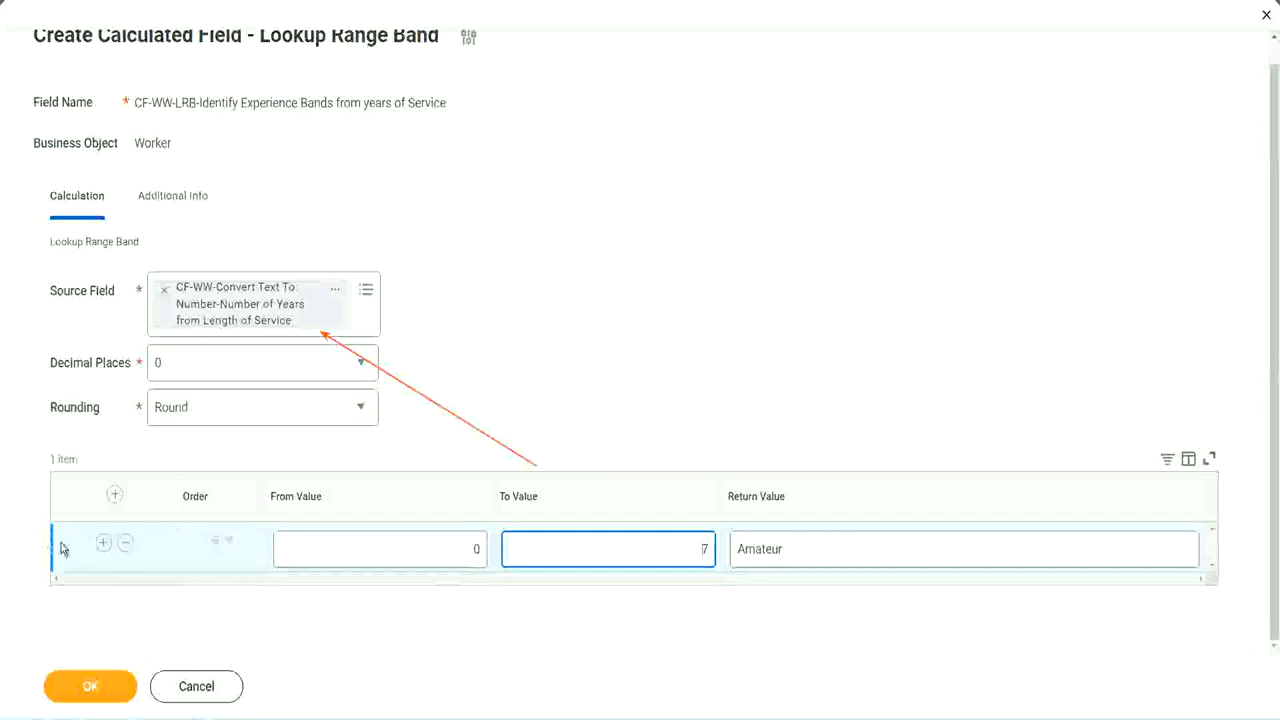 Create Calculated Field - Lookup Range Band
Field Name * CF-WW-LRB-Identify Experience Bands from years of Service
Business Object Worker
Calculation Additional Info
Lookup Range Band
Source Field * CF-WW-Convert Text To
Number-Number of Years
from Length of Service
Decimal Places * 0
Rounding * Round
1 item
Order From Value To Value Return Value
0 7 Amateur
OK Cancel